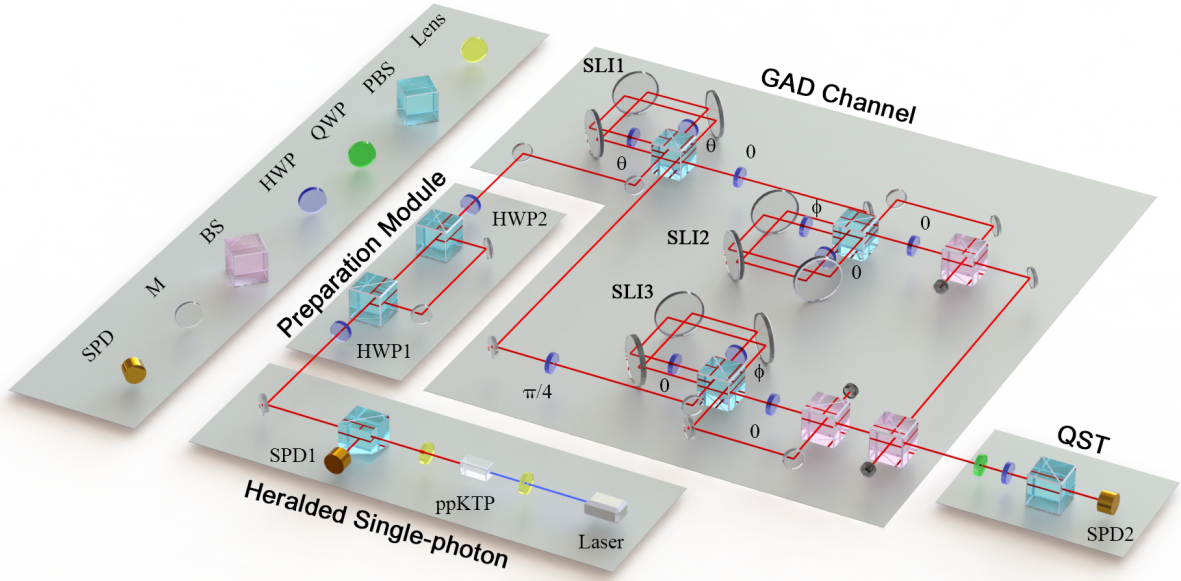 Lens
PBS
QWP
HWP
BS
M
SPD
Preparation Module
HWP2
HWP1
GAD Channel
SLI1
θ
θ
0
SLI2
ϕ
0
0
SLI3
0
ϕ
0
π/4
Heralded Single-photon
SPD1
ppKTP
Laser
QST
SPD2